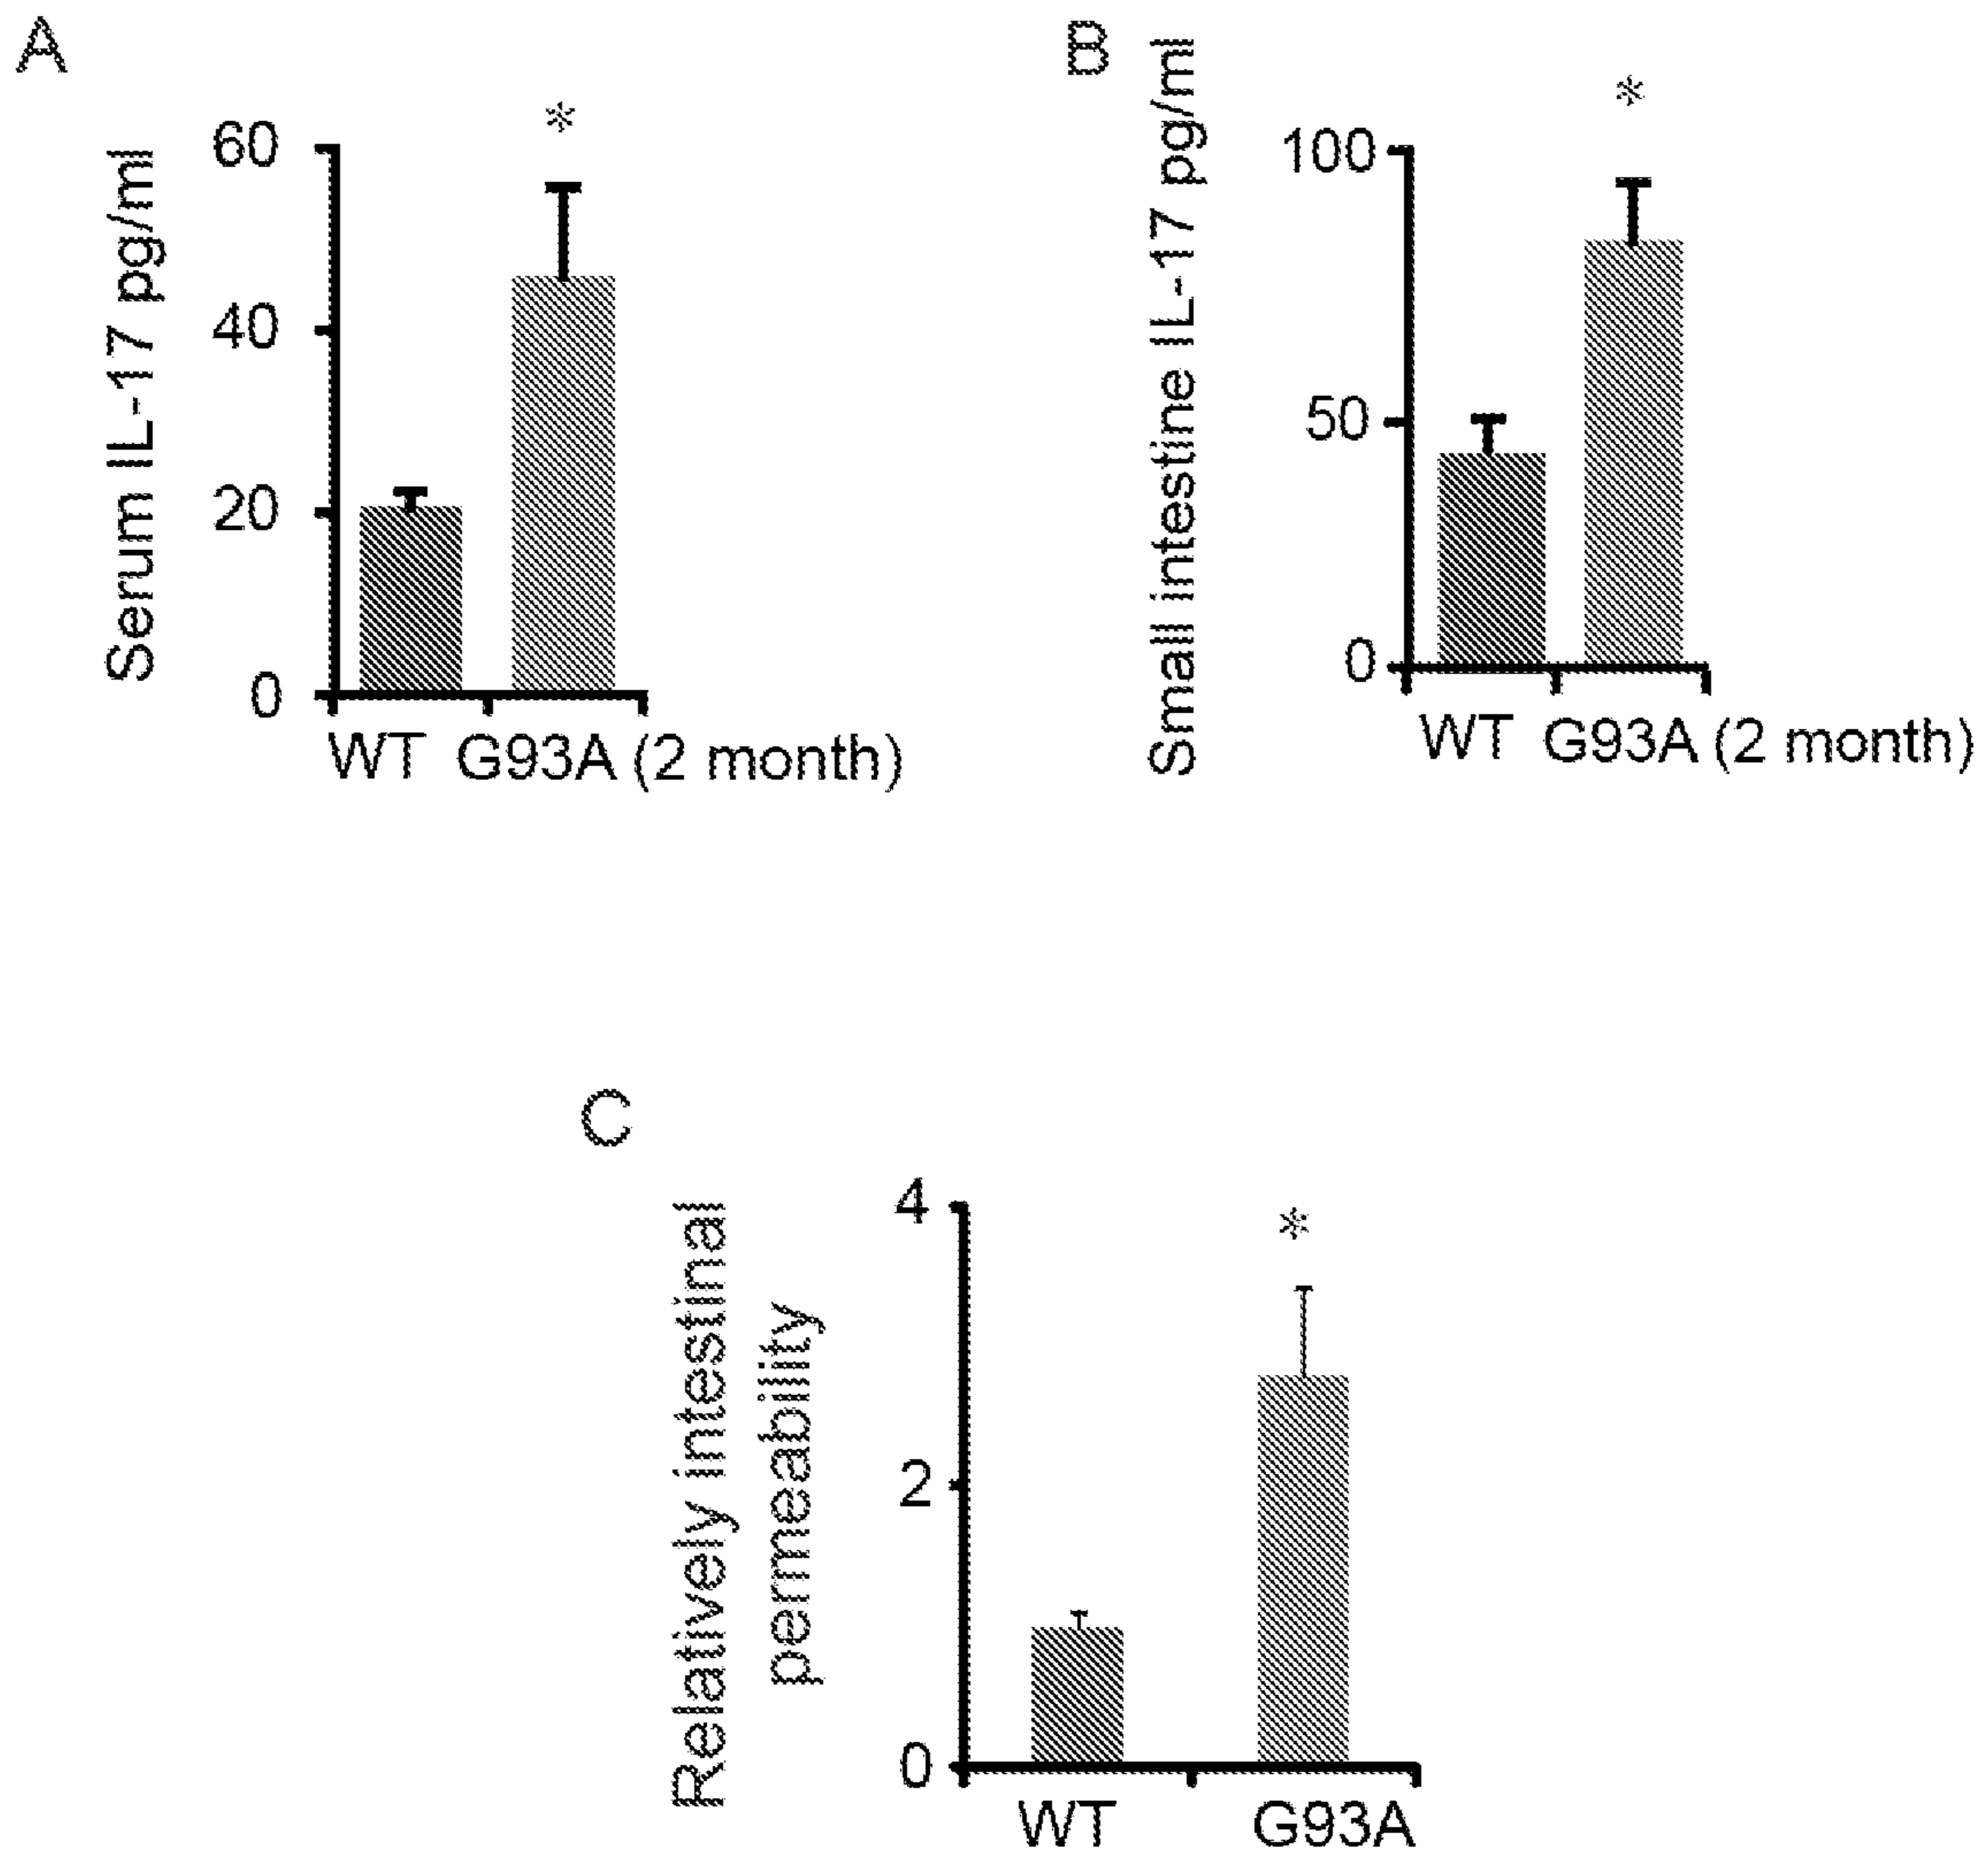 A
Serum IL-17 pg/ml
60
*
40
20
0
WT G93A (2 month)
B
Small intestine IL-17 pg/ml
100
*
50
0
WT G93A (2 month)
C
Relatively intestinal
permeability
4
*
2
0
WT G93A